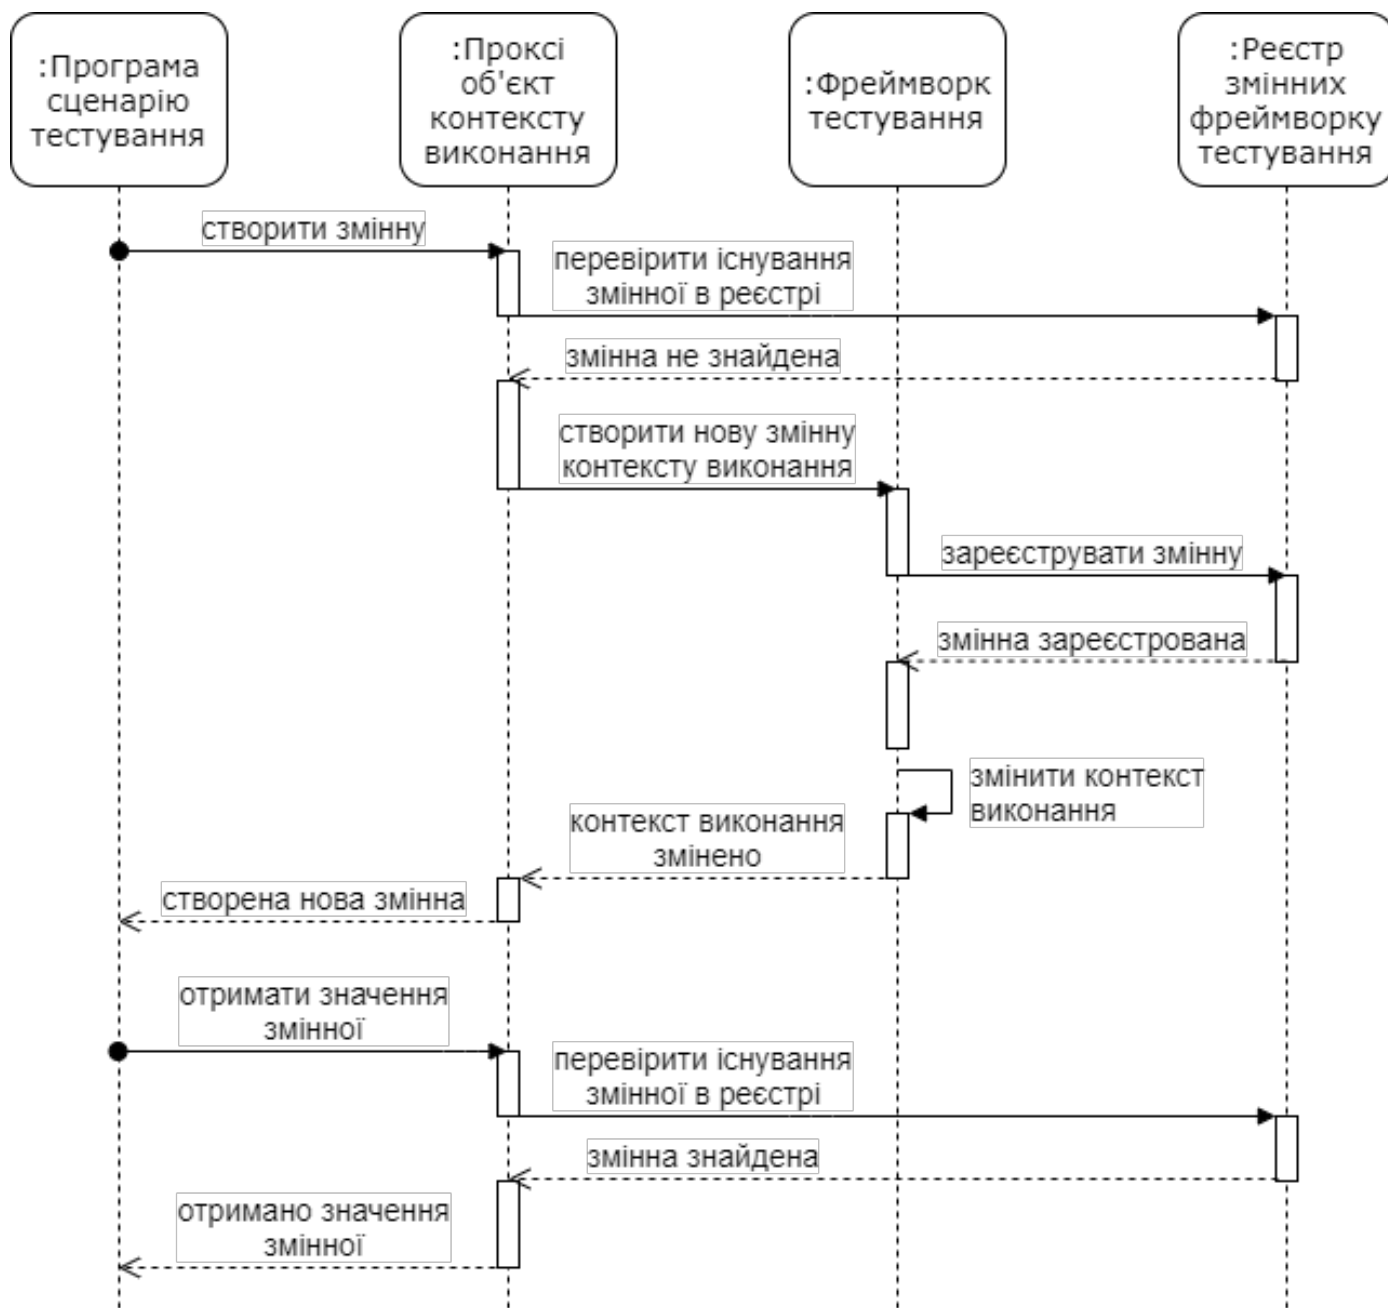 :Програма
сценарію
тестування
:Проксі
об'єкт
контексту
виконання
:Фреймворк
тестування
:Реєстр
змінних
фреймворку
тестування
створити змінну
перевірити існування
змінної в реєстрі
змінна не знайдена
створити нову змінну
контексту виконання
зареєструвати змінну
змінна зареєстрована
змінити контекст
виконання
контекст виконання
змінено
створена нова змінна
отримати значення
змінної
перевірити існування
змінної в реєстрі
змінна знайдена
отримано значення
змінної